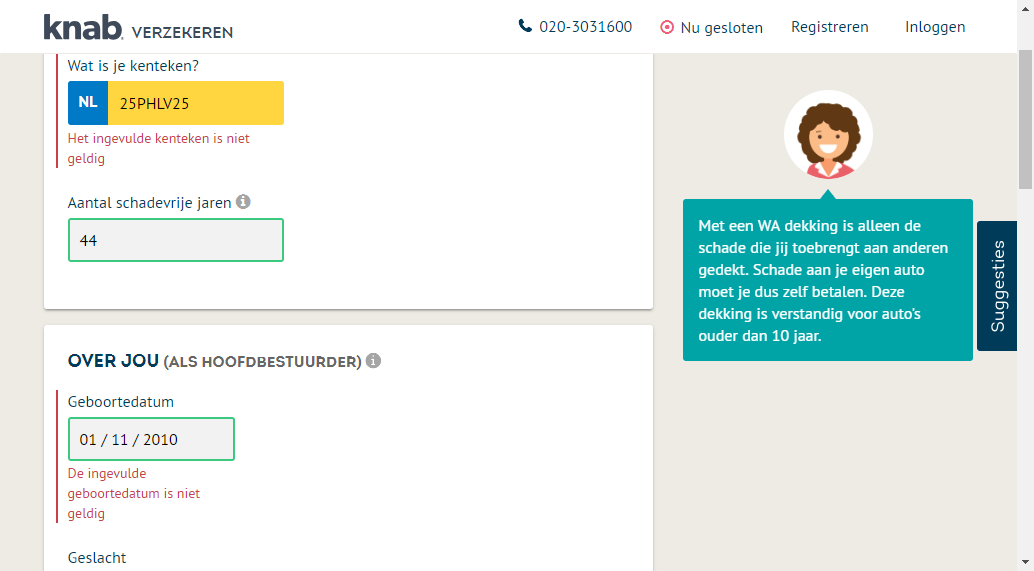 knab. VERZEKEREN
020-3031600
Nu gesloten
Registreren
Inloggen
Wat is je kenteken?
NL 25PHLV25
Het ingevulde kenteken is niet
geldig
Aantal schadevrije jaren
44
OVER JOU (ALS HOOFDBESTUURDER)
Geboortedatum
01 / 11 / 2010
De ingevulde
geboortedatum is niet
geldig
Geslacht
Met een WA dekking is alleen de
schade die jij toebrengt aan anderen
gedekt. Schade aan je eigen auto
moet je dus zelf betalen. Deze
dekking is verstandig voor auto's
ouder dan 10 jaar.
Suggesties